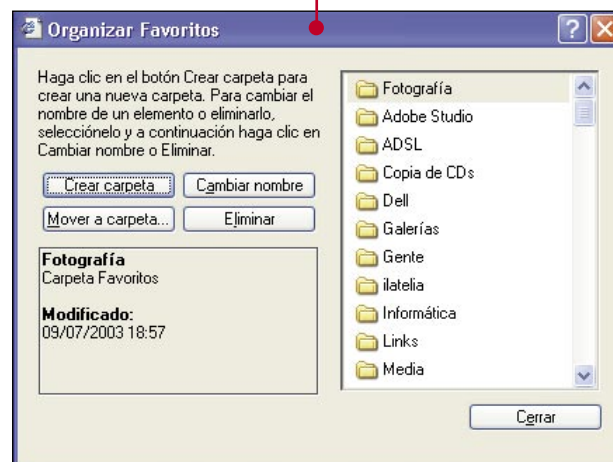 Organizar Favoritos
Haga clic en el botón Crear carpeta para
crear una nueva carpeta. Para cambiar el
nombre de un elemento o eliminarlo,
selecciónelo y a continuación haga clic en
Cambiar nombre o Eliminar.
Crear carpeta
Cambiar nombre
Mover a carpeta...
Eliminar
Fotografía
Carpeta Favoritos
Modificado:
09/07/2003 18:57
Fotografía
Adobe Studio
ADSL
Copia de CDs
Dell
Galerías
Gente
ilatelia
Informática
Links
Media
Cerrar